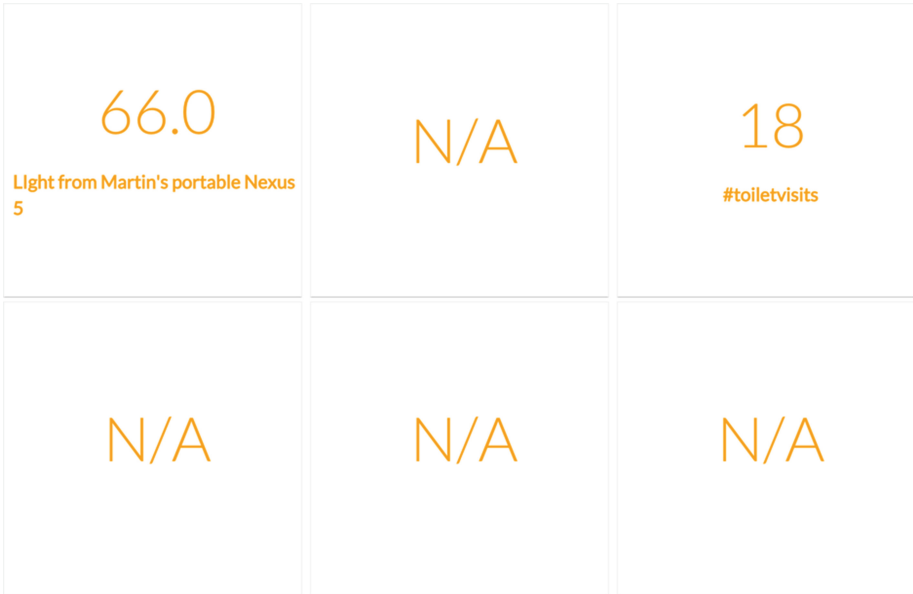 66.0
LIght from Martin's portable Nexus
5
N/A
18
#toiletvisits
N/A
N/A
N/A